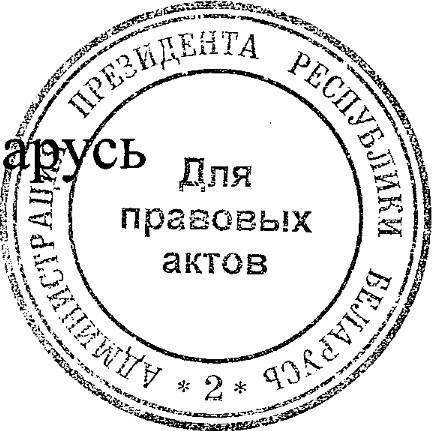 АДМИНИСТРАЦИЯ ПРЕЗИДЕНТА РЕСПУБЛИКИ БЕЛАРУСЬ
* 2 *
арусь
Для
правовых
актов